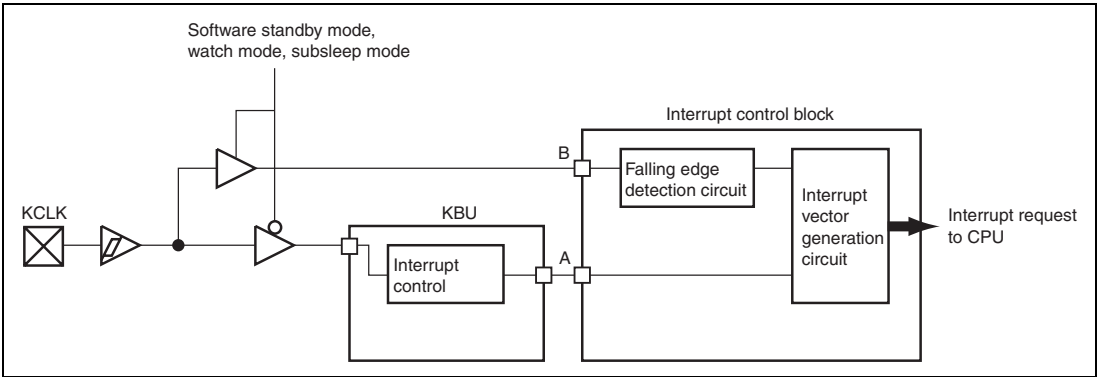 Software standby mode,
watch mode, subsleep mode
Interrupt control block
B
Falling edge
detection circuit
KCLK
KBU
A
Interrupt
control
Interrupt
vector
generation
circuit
Interrupt request
to CPU